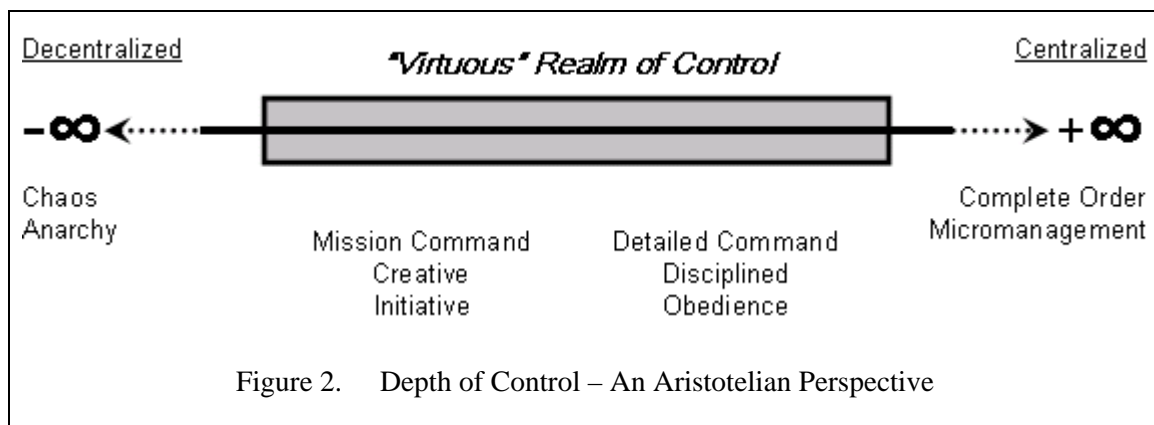 Decentralized
"Virtuous" Realm of Control
Centralized
-∞
+∞
Chaos
Anarchy
Complete Order
Micromanagement
Mission Command
Creative
Initiative
Detailed Command
Disciplined
Obedience
Figure 2. Depth of Control – An Aristotelian Perspective